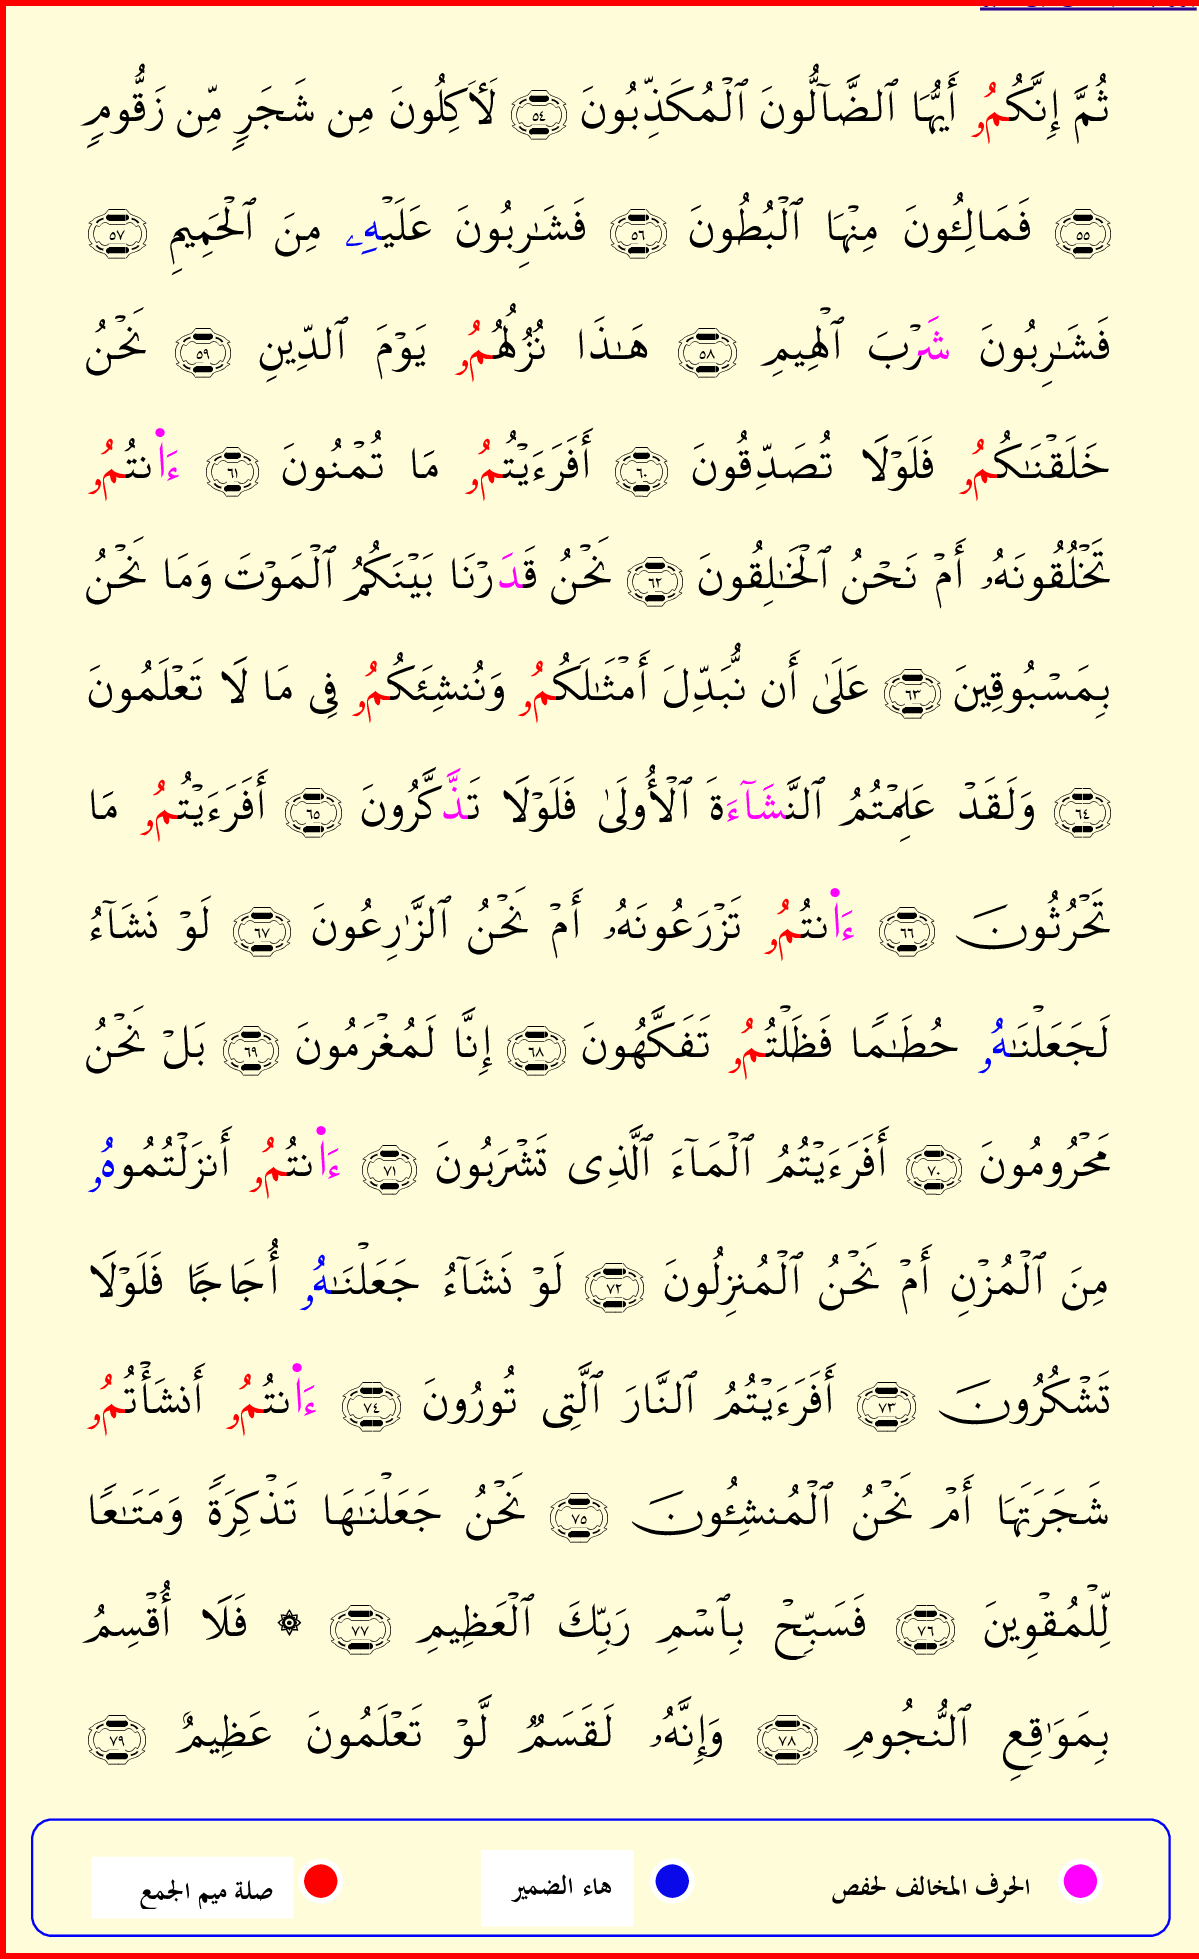 ثُمَّ إِنَّكُمُۥ أَيُّهَا ٱلضَّآلُّونَ ٱلۡمُكَذِّبُونَ ٥٤ لَأٓكِلُونَ مِن شَجَرٖ مِّن زَقُّومٖ
٥٥ فَمَالِـُٔونَ مِنۡهَا ٱلۡبُطُونَ ٥٦ فَشَٰرِبُونَ عَلَيۡهِۦ مِنَ ٱلۡحَمِيمِ ٥٧
فَشَٰرِبُونَ شَرۡبَ ٱلۡهِيمِ ٥٨ هَٰذَا نُزُلُهُمُۥ يَوۡمَ ٱلدِّينِ ٥٩ نَحۡنُ
خَلَقۡنَٰكُمُۥ فَلَوۡلَا تُصَدِّقُونَ ٦٠ أَفَرَءَيۡتُمُۥ مَا تُمۡنُونَ ٦١ ءَا۬نتُمُۥ
تَخۡلُقُونَهُۥ أَمۡ نَحۡنُ ٱلۡخَٰلِقُونَ ٦٢ نَحۡنُ قَدَرۡنَا بَيۡنَكُمُ ٱلۡمَوۡتَ وَمَا نَحۡنُ
بِمَسۡبُوقِينَ ٦٣ عَلَىٰ أَن نُّبَدِّلَ أَمۡثَٰلَكُمُۥ وَنُنشِئَكُمُۥ فِي مَا لَا تَعۡلَمُونَ
٦٤ وَلَقَدۡ عَلِمۡتُمُ ٱلنَّشَآءَةَ ٱلۡأُولَىٰ فَلَوۡلَا تَذَّكَّرُونَ ٦٥ أَفَرَءَيۡتُمُۥ مَا
تَحۡرُثُونَ ٦٦ ءَا۬نتُمُۥ تَزۡرَعُونَهُۥ أَمۡ نَحۡنُ ٱلزَّٰرِعُونَ ٦٧ لَوۡ نَشَآءُ
لَجَعَلۡنَٰهُۥ حُطَٰمٗا فَظَلۡتُمُۥ تَفَكَّهُونَ ٦٨ إِنَّا لَمُغۡرَمُونَ ٦٩ بَلۡ نَحۡنُ
مَحۡرُومُونَ ٧٠ أَفَرَءَيۡتُمُ ٱلۡمَآءَ ٱلَّذِي تَشۡرَبُونَ ٧١ ءَا۬نتُمُۥ أَنزَلۡتُمُوهُۥ
مِنَ ٱلۡمُزۡنِ أَمۡ نَحۡنُ ٱلۡمُنزِلُونَ ٧٢ لَوۡ نَشَآءُ جَعَلۡنَٰهُۥ أُجَاجٗا فَلَوۡلَا
تَشۡكُرُونَ ٧٣ أَفَرَءَيۡتُمُ ٱلنَّارَ ٱلَّتِي تُورُونَ ٧٤ ءَا۬نتُمُۥ أَنشَأۡتُمُۥ
شَجَرَتَهَا أَمۡ نَحۡنُ ٱلۡمُنشِـُٔونَ ٧٥ نَحۡنُ جَعَلۡنَٰهَا تَذۡكِرَةٗ وَمَتَٰعٗا
لِّلۡمُقۡوِينَ ٧٦ فَسَبِّحۡ بِٱسۡمِ رَبِّكَ ٱلۡعَظِيمِ ٧٧ ۞ فَلَا أُقۡسِمُ
بِمَوَٰقِعِ ٱلنُّجُومِ ٧٨ وَإِنَّهُۥ لَقَسَمٞ لَّوۡ تَعۡلَمُونَ عَظِيمٌ ٧٩
الحرف المخالف لحفص هاء الضمير صلة ميم الجمع